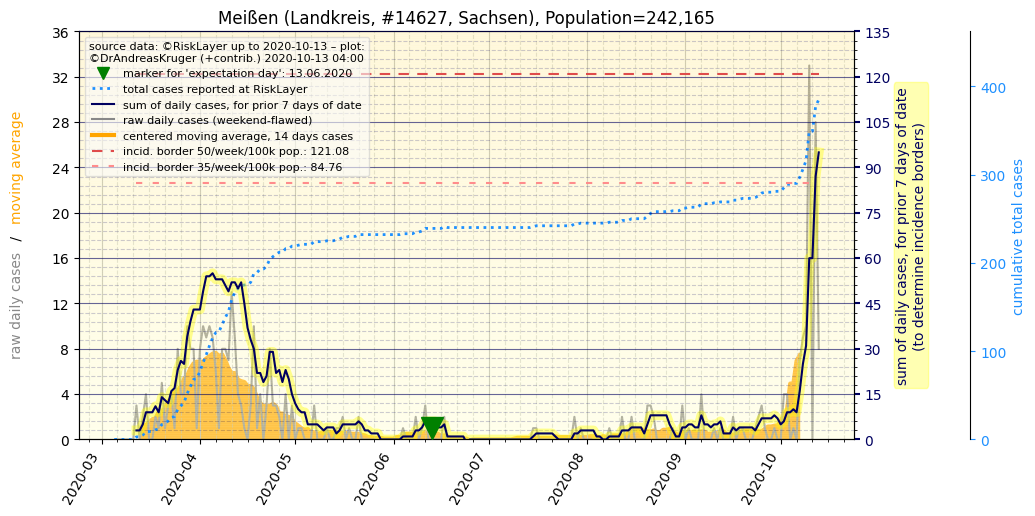 Meißen (Landkreis, #14627, Sachsen), Population=242,165
source data: ©RiskLayer up to 2020-10-13 – plot:
©DrAndreasKruger (+contrib.) 2020-10-13 04:00
marker for 'expectation day': 13.06.2020
total cases reported at RiskLayer
sum of daily cases, for prior 7 days of date
raw daily cases (weekend-flawed)
centered moving average, 14 days cases
incid. border 50/week/100k pop.: 121.08
incid. border 35/week/100k pop.: 84.76
raw daily cases / moving average
36
32
28
24
20
16
12
8
4
0
2020-03
2020-04
2020-05
2020-06
2020-07
2020-08
2020-09
2020-10
135
120
105
90
75
60
45
30
15
0
sum of daily cases, for prior 7 days of date
(to determine incidence borders)
400
300
200
100
0
cumulative total cases